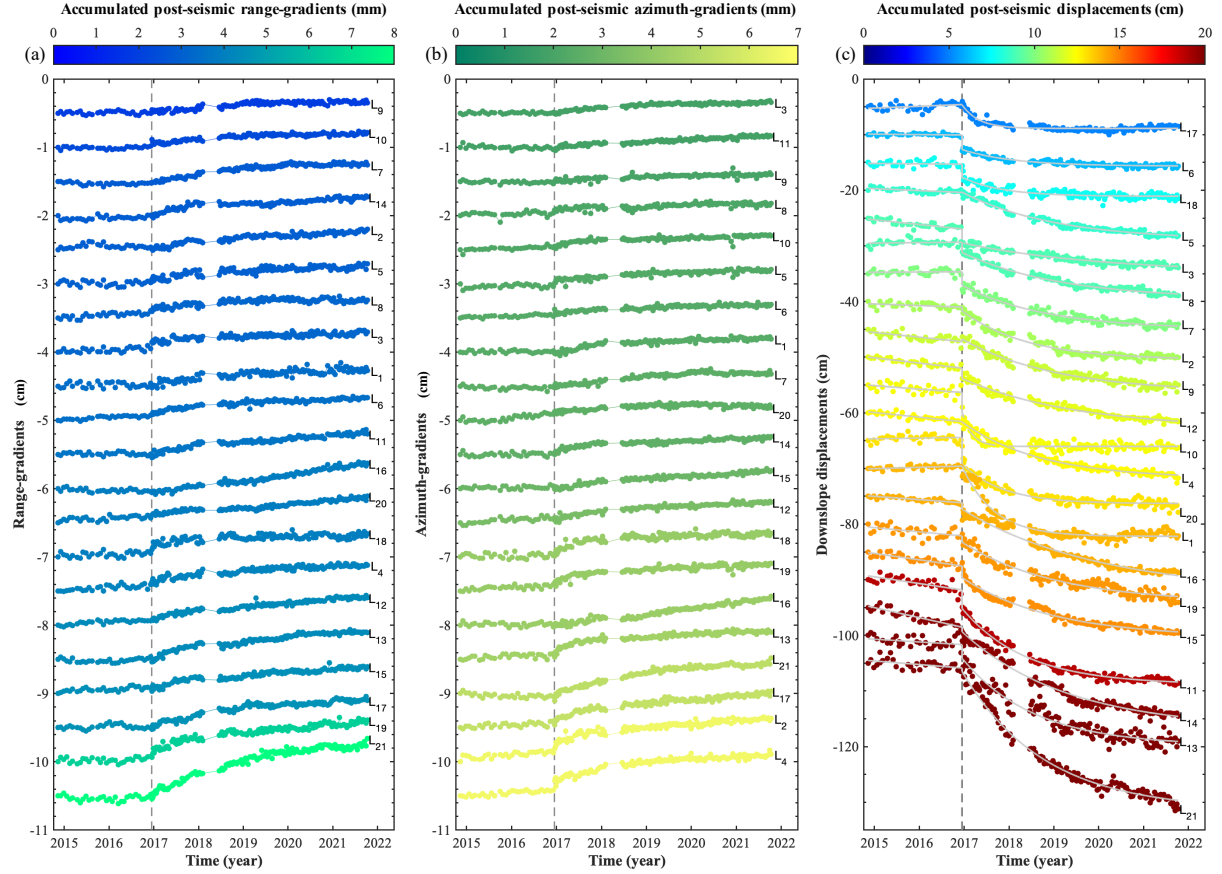 Accumulated post-seismic range-gradients (mm)
0 1 2 3 4 5 6 7 8
(a)
0
-1
-2
-3
-4
-5
-6
-7
-8
-9
-10
-11
Range-gradients (cm)
L9
L10
L7
L14
L2
L5
L8
L3
L1
L6
L11
L16
L20
L18
L4
L12
L13
L15
L17
L19
L21
2015 2016 2017 2018 2019 2020 2021 2022
Time (year)
Accumulated post-seismic azimuth-gradients (mm)
0 1 2 3 4 5 6 7
(b)
0
-1
-2
-3
-4
-5
-6
-7
-8
-9
-10
-11
Azimuth-gradients (cm)
L3
L11
L9
L8
L10
L5
L6
L1
L7
L20
L14
L15
L12
L18
L19
L16
L13
L21
L17
L2
L4
2015 2016 2017 2018 2019 2020 2021 2022
Time (year)
Accumulated post-seismic displacements (cm)
0 5 10 15 20
(c)
0
-20
-40
-60
-80
-100
-120
Downslope displacements (cm)
L17
L6
L18
L5
L3
L8
L7
L2
L9
L12
L10
L4
L20
L1
L16
L19
L15
L11
L14
L13
L21
2015 2016 2017 2018 2019 2020 2021 2022
Time (year)